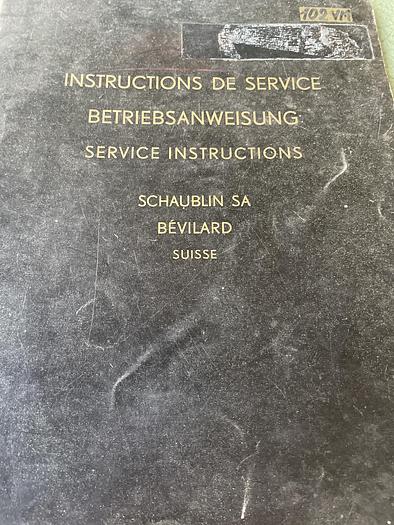 102 VM
INSTRUCTIONS DE SERVICE
BETRIEBSANWEISUNG
SERVICE INSTRUCTIONS
SCHAUBLIN SA
BÉVILARD
SUISSE